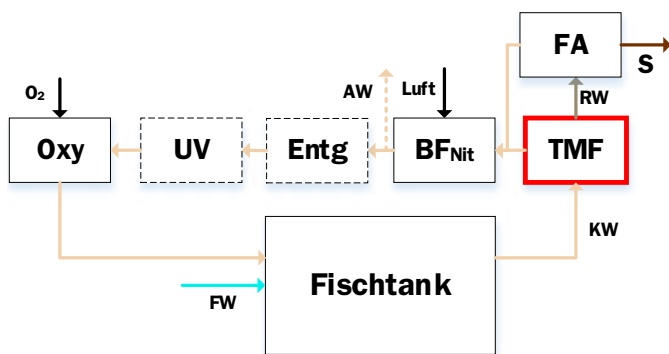 FA
S
O₂
AW
Luft
RW
Oxy
UV
Entg
BFNit
TMF
KW
Fischtank
FW